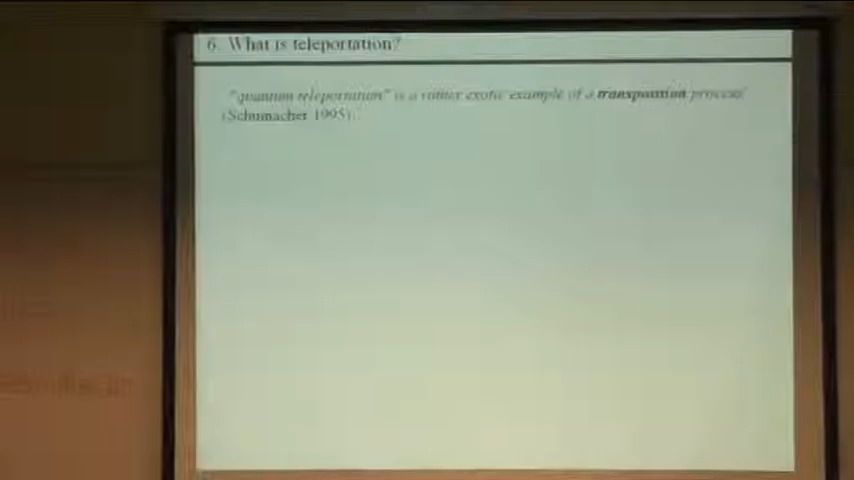 6. What is teleportation?
"quantum teleportation" is a rather exotic example of a transposition process"
(Schumacher 1995).